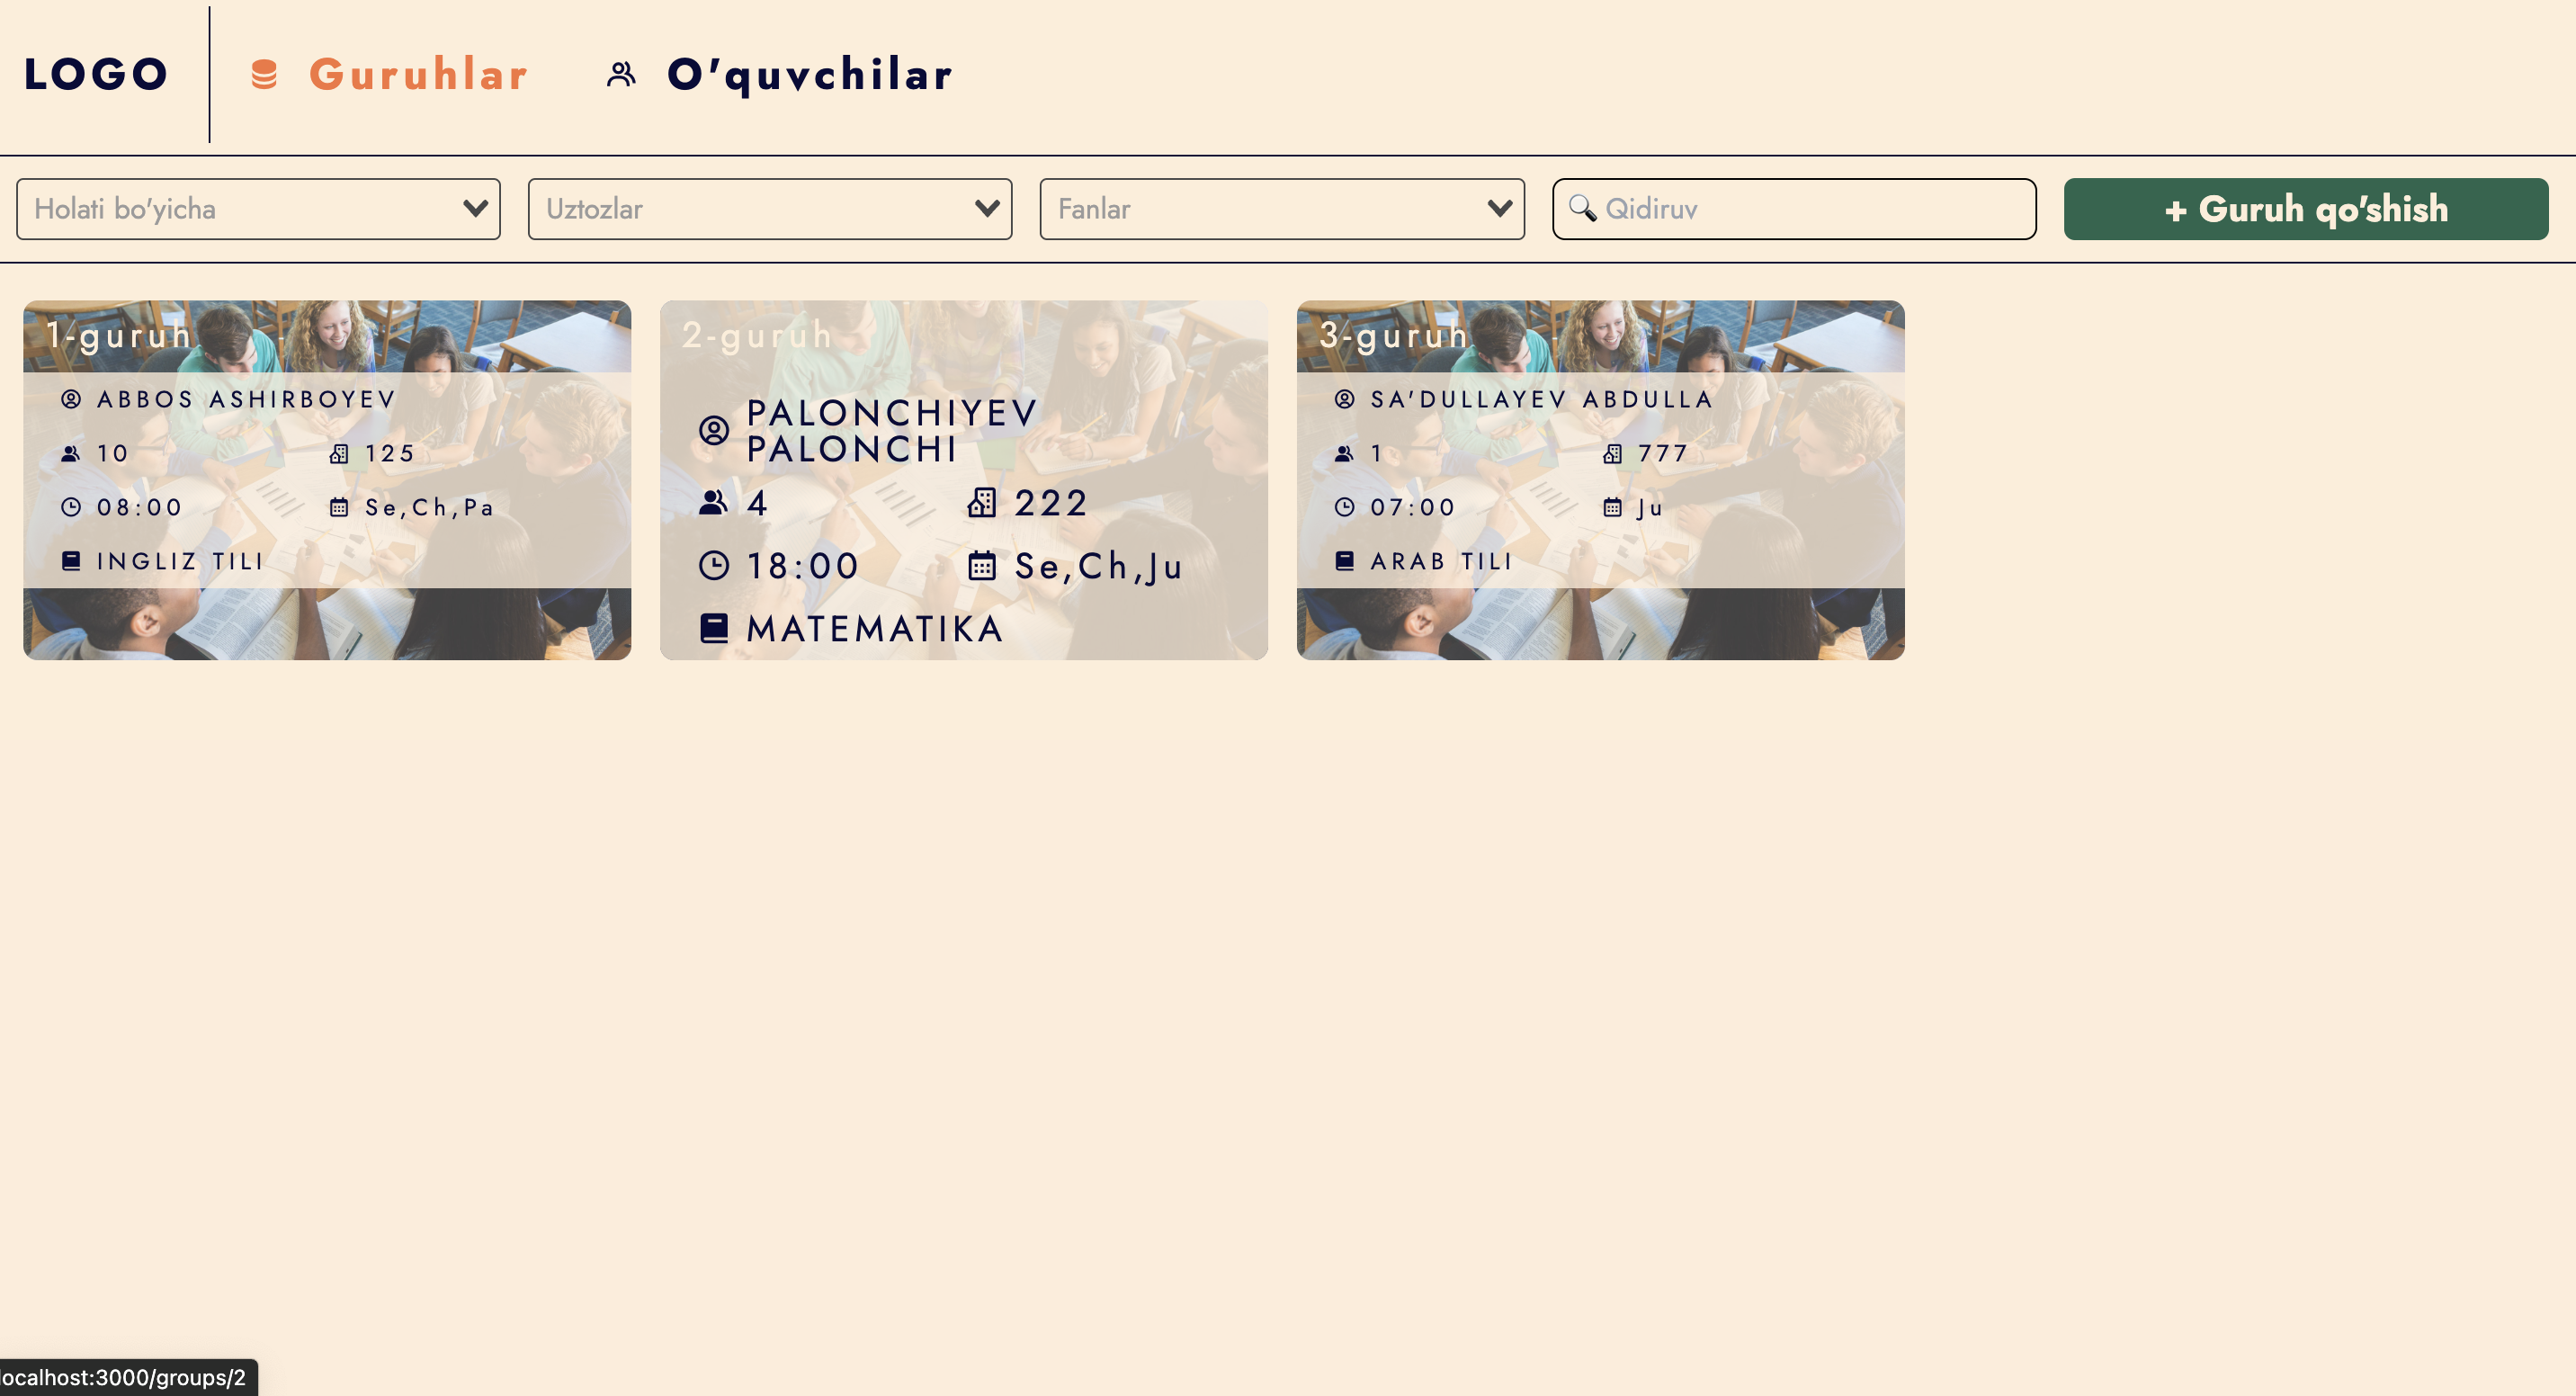 LOGO
Guruhlar
O'quvchilar
Holati bo'yicha
Uztozlar
Fanlar
Qidiruv
+ Guruh qo'shish
1-guruh
ABBOS ASHIRBOYEV
10
125
08:00
Se,Ch,Pa
INGLIZ TILI
2-guruh
PALONCHIYEV
PALONCHI
4
222
18:00
Se,Ch,Ju
MATEMATIKA
3-guruh
SA'DULLAYEV ABDULLA
1
777
07:00
Ju
ARAB TILI
localhost:3000/groups/2